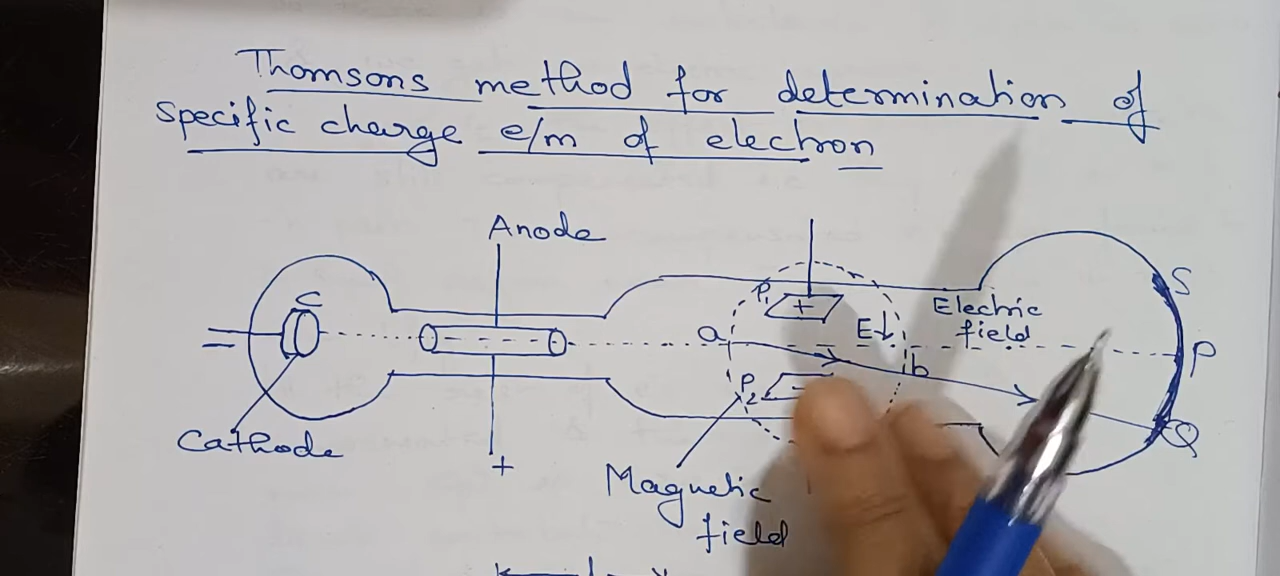 Thomsons method for determination of
specific charge e/m of electron
Anode
C
P1
+
E↓
Electric
field
S
a
P
b
P2
-
Q
Cathode
+
Magnetic
field